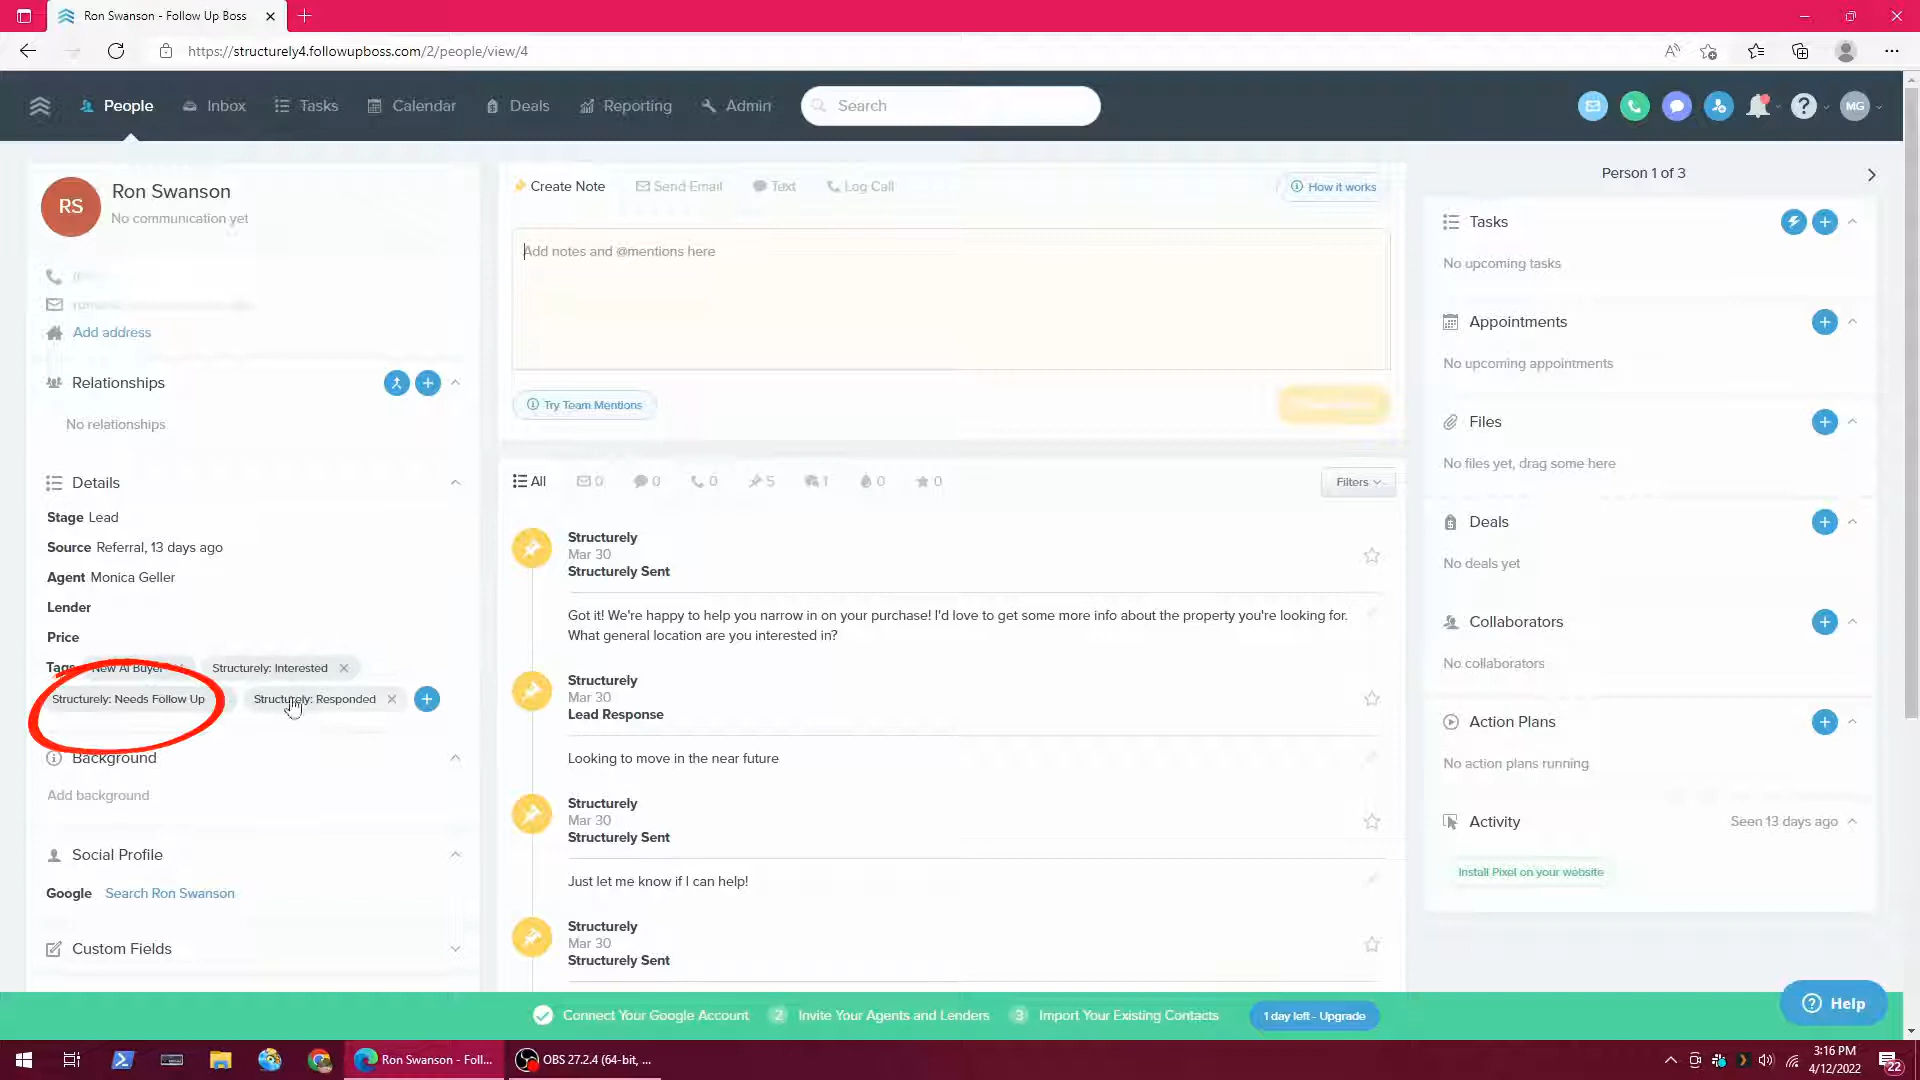 Ron Swanson - Follow Up Boss
https://structurely4.followupboss.com/2/people/view/4
People
Inbox
Tasks
Calendar
Deals
Reporting
Admin
Search
MG
RS
Ron Swanson
No communication yet
Add address
Relationships
No relationships
Details
Stage Lead
Source Referral, 13 days ago
Agent Monica Geller
Lender
Price
Tags New AI Buyer Structurely: Interested
Structurely: Needs Follow Up Structurely: Responded
Background
Add background
Social Profile
Google Search Ron Swanson
Custom Fields
Create Note
Send Email
Text
Log Call
How it works
Add notes and @mentions here
Try Team Mentions
All
0
0
0
5
1
0
0
Filters
Structurely
Mar 30
Structurely Sent
Got it! We're happy to help you narrow in on your purchase! I'd love to get some more info about the property you're looking for.
What general location are you interested in?
Structurely
Mar 30
Lead Response
Looking to move in the near future
Structurely
Mar 30
Structurely Sent
Just let me know if I can help!
Structurely
Mar 30
Structurely Sent
Person 1 of 3
Tasks
No upcoming tasks
Appointments
No upcoming appointments
Files
No files yet, drag some here
Deals
No deals yet
Collaborators
No collaborators
Action Plans
No action plans running
Activity
Seen 13 days ago
Install Pixel on your website
Connect Your Google Account
2 Invite Your Agents and Lenders
3 Import Your Existing Contacts
1 day left - Upgrade
Help
Ron Swanson - Foll...
OBS 27.2.4 (64-bit, ...
3:16 PM
4/12/2022
22